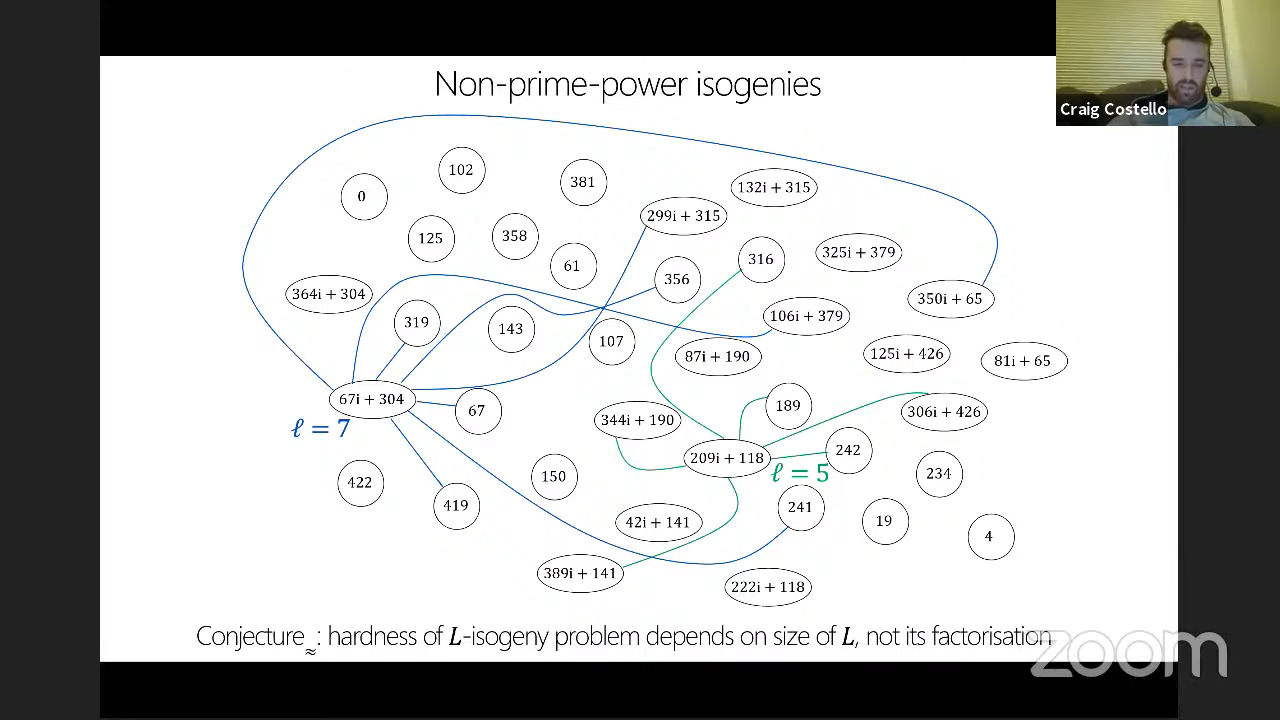 Non-prime-power isogenies
Craig Costello
102
381
132i + 315
0
299i + 315
125
358
325i + 379
316
61
356
364i + 304
350i + 65
106i + 379
319
143
107
87i + 190
125i + 426
81i + 65
67i + 304
67
189
306i + 426
344i + 190
ℓ = 7
242
209i + 118
ℓ = 5
234
150
422
419
241
42i + 141
19
4
389i + 141
222i + 118
Conjecture≈: hardness of L-isogeny problem depends on size of L, not its factorisation
zoom